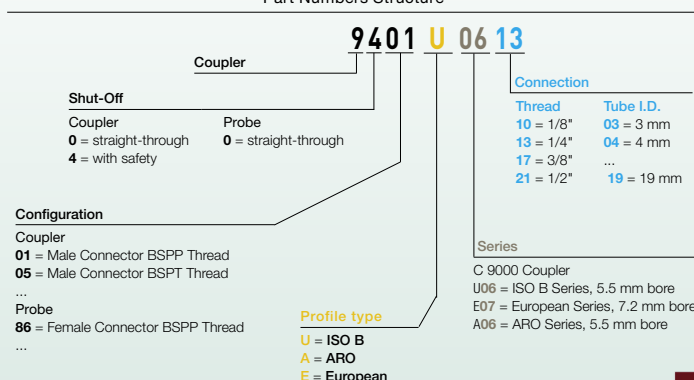 Part Numbers Structure
9401 U 06 13
Coupler
Shut-Off
Coupler
0 = straight-through
4 = with safety
Probe
0 = straight-through
Connection
Thread
10 = 1/8"
13 = 1/4"
17 = 3/8"
21 = 1/2"
Tube I.D.
03 = 3 mm
04 = 4 mm
...
19 = 19 mm
Configuration
Coupler
01 = Male Connector BSPP Thread
05 = Male Connector BSPT Thread
...
Probe
86 = Female Connector BSPP Thread
...
Profile type
U = ISO B
A = ARO
E = European
Series
C 9000 Coupler
U06 = ISO B Series, 5.5 mm bore
E07 = European Series, 7.2 mm bore
A06 = ARO Series, 5.5 mm bore